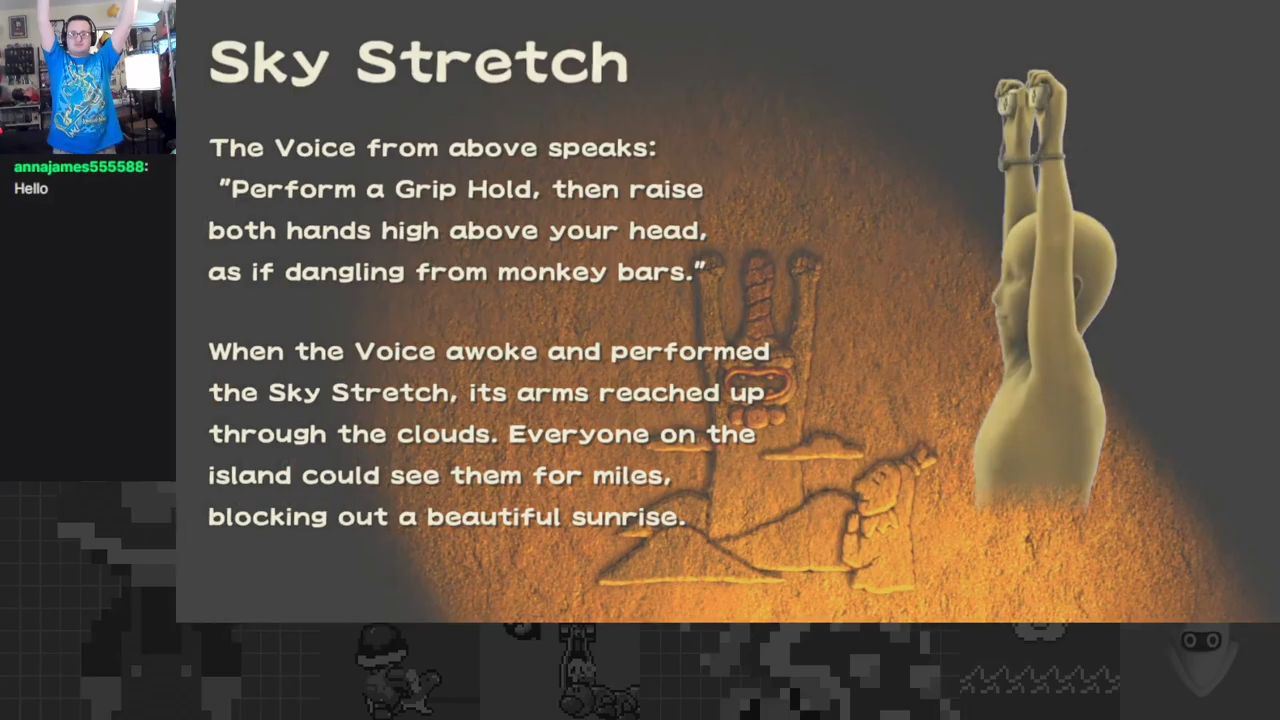 Sky Stretch
The Voice from above speaks:
"Perform a Grip Hold, then raise
both hands high above your head,
as if dangling from monkey bars."
When the Voice awoke and performed
the Sky Stretch, its arms reached up
through the clouds. Everyone on the
island could see them for miles,
blocking out a beautiful sunrise.
annajames555588:
Hello